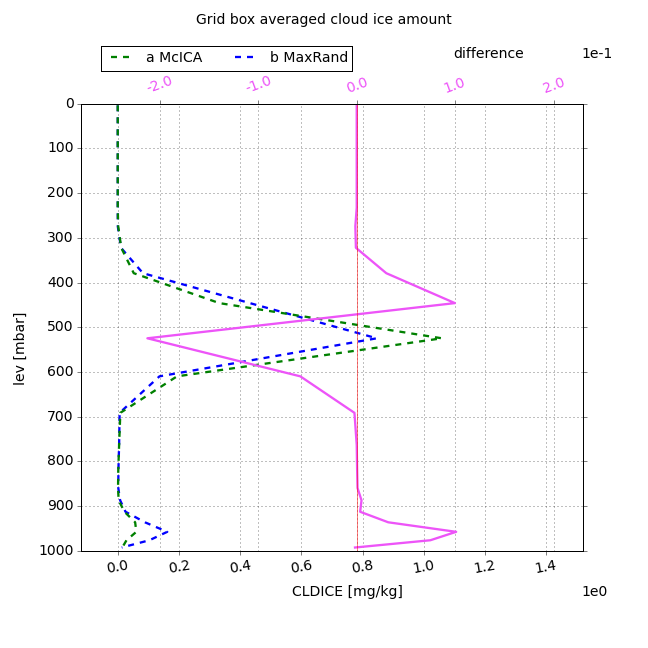 Grid box averaged cloud ice amount
a McICA b MaxRand difference 1e-1
-2.0 -1.0 0.0 1.0 2.0
0
100
200
300
400
500
600
700
800
900
1000
lev [mbar]
0.0 0.2 0.4 0.6 0.8 1.0 1.2 1.4
CLDICE [mg/kg] 1e0